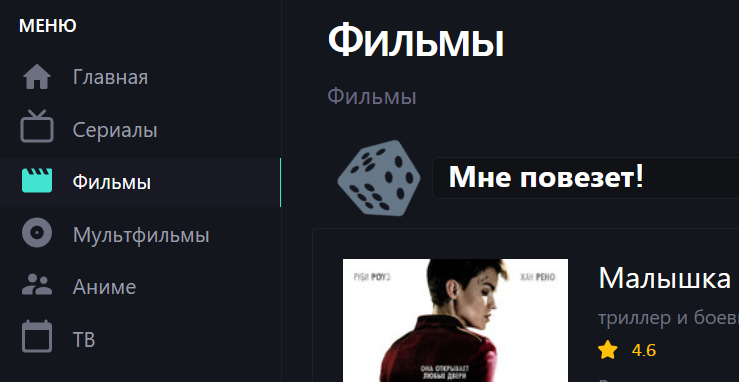 МЕНЮ
Главная
Сериалы
Фильмы
Мультфильмы
Аниме
ТВ
Фильмы
Фильмы
Мне повезет!
РУБИ РОУЗ
ЖАН РЕНО
ОНА ОТКРЫВАЕТ
ЛЮБЫЕ ДВЕРИ
Малышка
триллер и боев
4.6